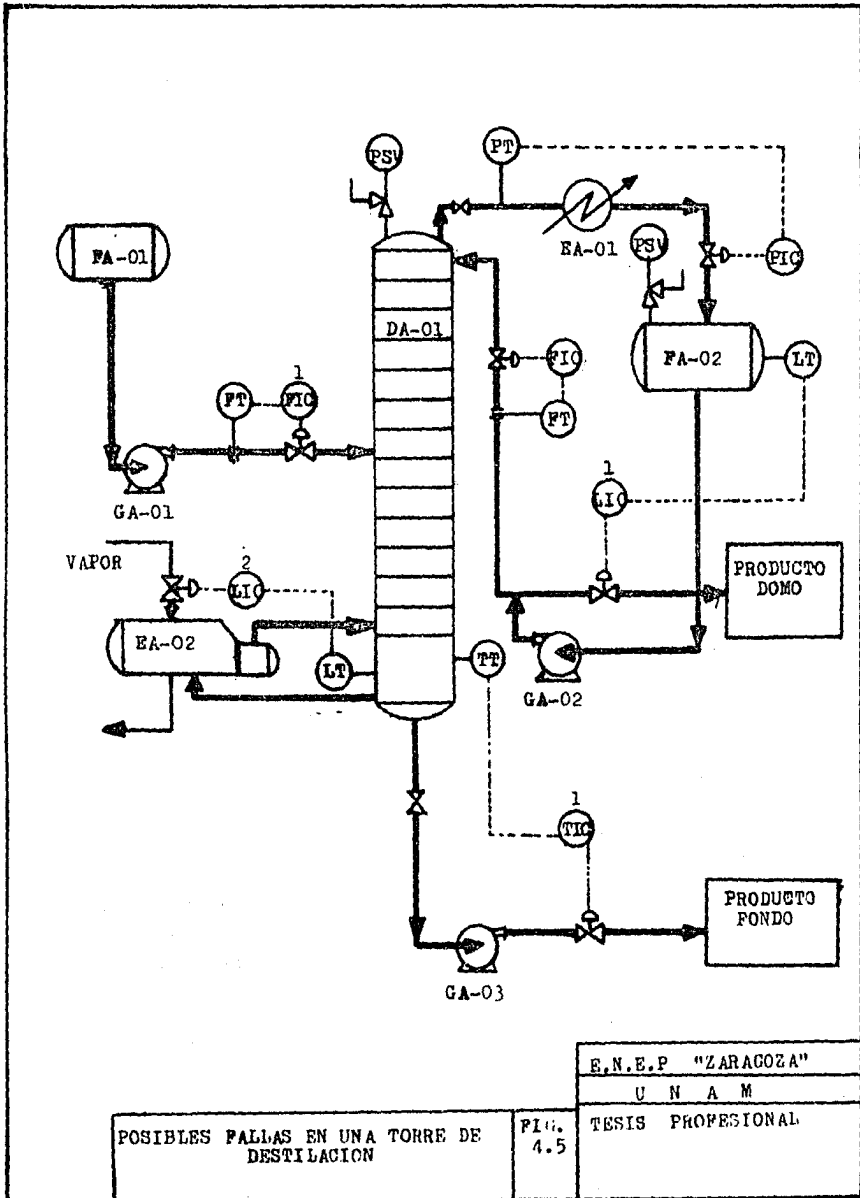 PSV
PT
FA-01
EA-01
PSV
PIC
DA-01
FIC
FA-02
LT
1
FT
FIC
FT
GA-01
1
LIC
VAPOR
2
LIC
PRODUCTO
DOMO
EA-02
LT
TT
GA-02
1
TIC
PRODUCTO
FONDO
GA-03
E.N.E.P "ZARAGOZA"
U N A M
POSIBLES FALLAS EN UNA TORRE DE
DESTILACION
FIG.
4.5
TESIS PROFESIONAL